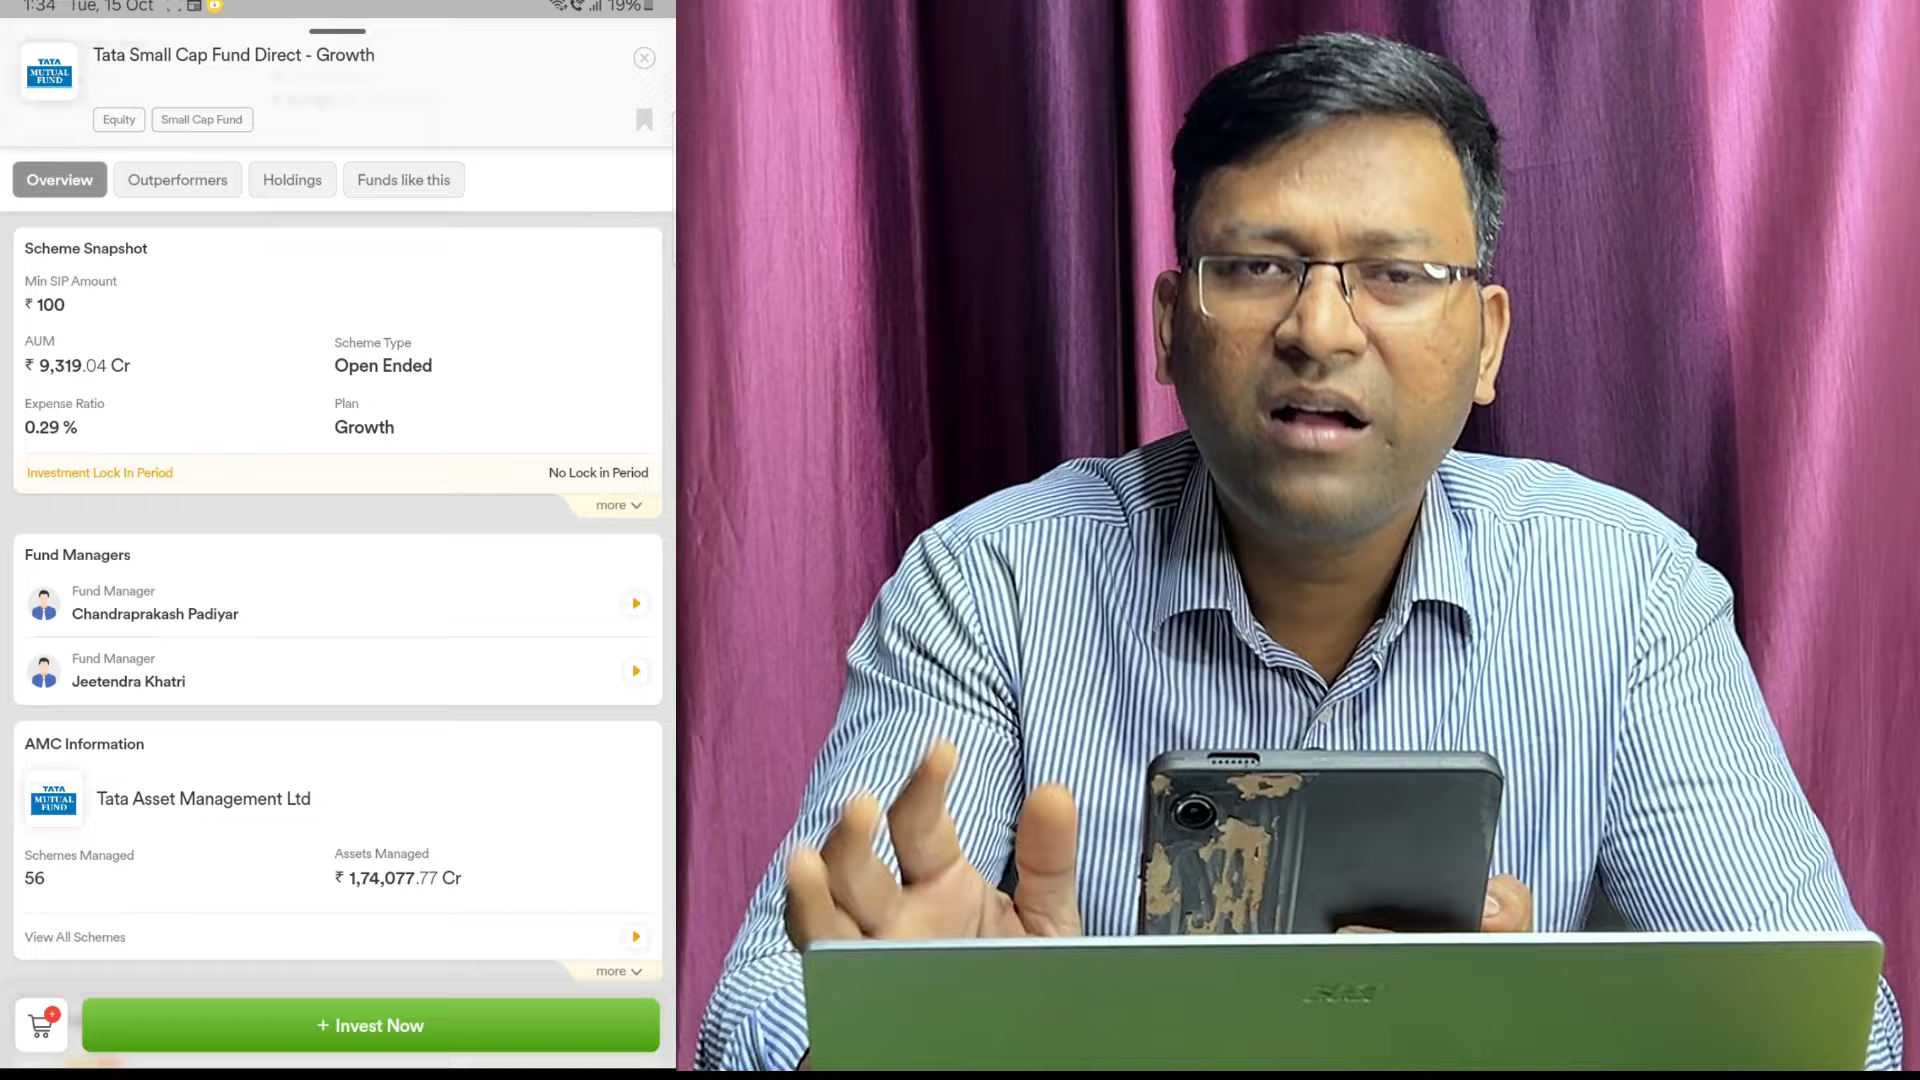 1:34 Tue, 15 Oct 19%
Tata Small Cap Fund Direct - Growth
TATA
MUTUAL
FUND
Equity Small Cap Fund
Overview Outperformers Holdings Funds like this
Scheme Snapshot
Min SIP Amount
₹ 100
AUM Scheme Type
₹ 9,319.04 Cr Open Ended
Expense Ratio Plan
0.29 % Growth
Investment Lock In Period No Lock in Period
more
Fund Managers
Fund Manager
Chandraprakash Padiyar
Fund Manager
Jeetendra Khatri
AMC Information
TATA
MUTUAL
FUND
Tata Asset Management Ltd
Schemes Managed Assets Managed
56 ₹ 1,74,077.77 Cr
View All Schemes
more
+ Invest Now
acer